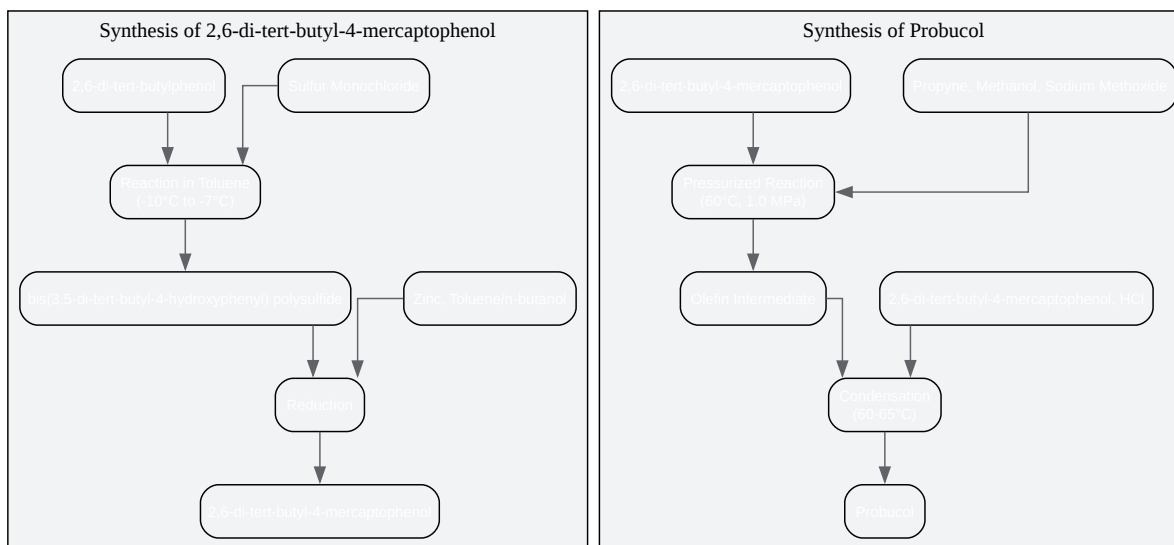 Synthesis of 2,6-di-tert-butyl-4-mercaptophenol
2,6-di-tert-butylphenol
Sulfur Monochloride
Reaction in Toluene
(-10°C to -7°C)
bis(3,5-di-tert-butyl-4-hydroxyphenyl) polysulfide
Zinc, Toluene/n-butanol
Reduction
2,6-di-tert-butyl-4-mercaptophenol
Synthesis of Probucol
2,6-di-tert-butyl-4-mercaptophenol
Propyne, Methanol, Sodium Methoxide
Pressurized Reaction
(60°C, 1.0 MPa)
Olefin Intermediate
2,6-di-tert-butyl-4-mercaptophenol, HCl
Condensation
(60-65°C)
Probucol